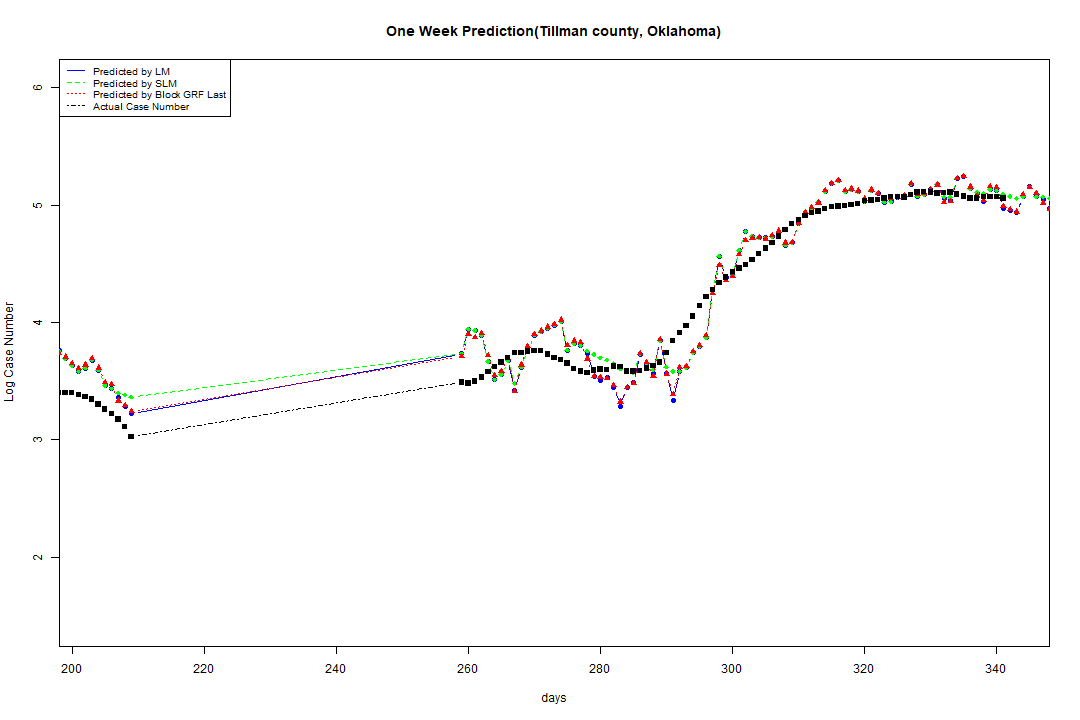 One Week Prediction(Tillman county, Oklahoma)
Predicted by LM
Predicted by SLM
Predicted by Block GRF Last
Actual Case Number
6
5
4
3
2
Log Case Number
200 220 240 260 280 300 320 340
days